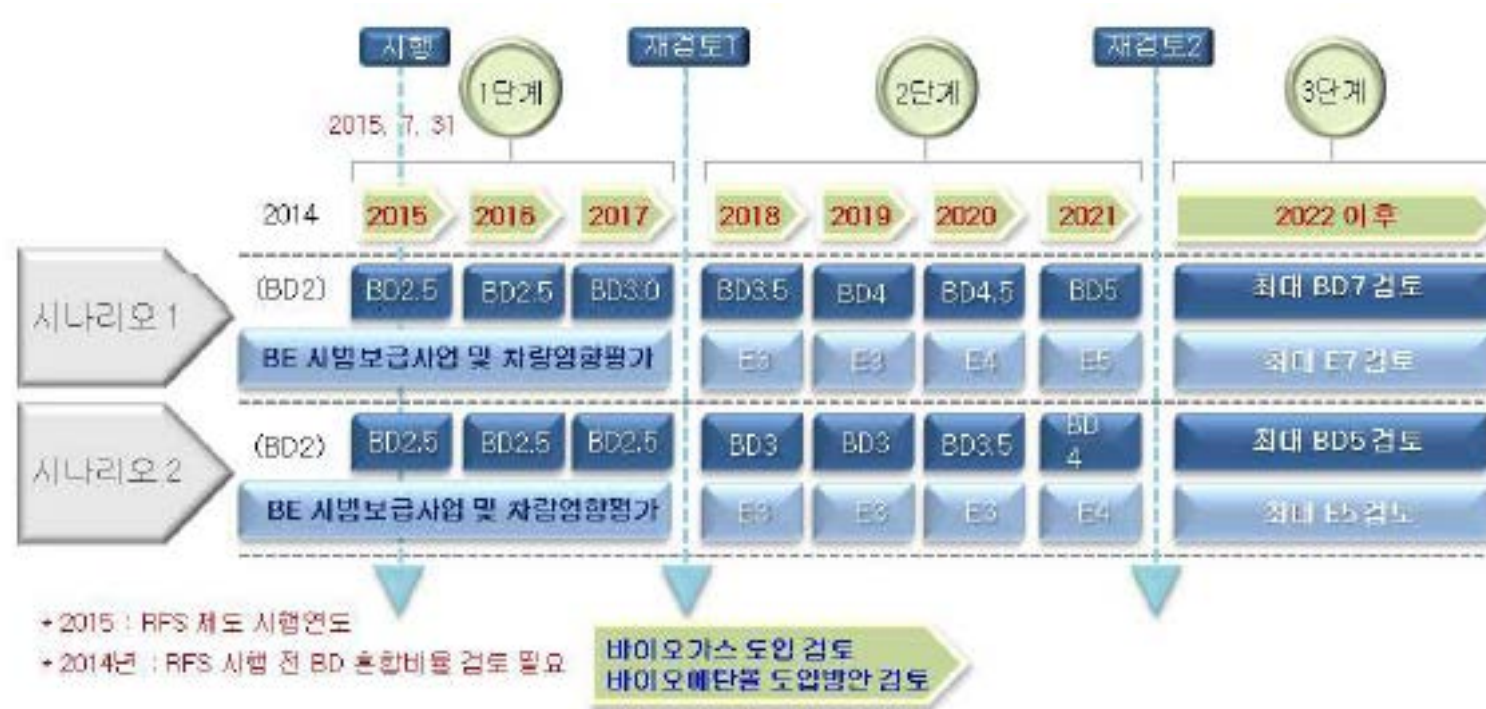 시행
재검토1
재검토2
1단계
2단계
3단계
2015. 7. 31
2014 2015 2016 2017 2018 2019 2020 2021 2022 이후
시나리오 1
(BD2) BD2.5 BD2.5 BD3.0 BD3.5 BD4 BD4.5 BD5 최대 BD7 검토
BE 시범보급사업 및 차량영향평가 E3 E3 E4 E5 최대 E7 검토
시나리오 2
(BD2) BD2.5 BD2.5 BD2.5 BD3 BD3 BD3.5 BD 4 최대 BD5 검토
BE 시범보급사업 및 차량영향평가 E3 E3 E3 E4 최대 E5 검토
* 2015 : RFS 제도 시행연도
* 2014년 : RFS 시행 전 BD 혼합비율 검토 필요
바이오가스 도입 검토
바이오에탄올 도입방안 검토